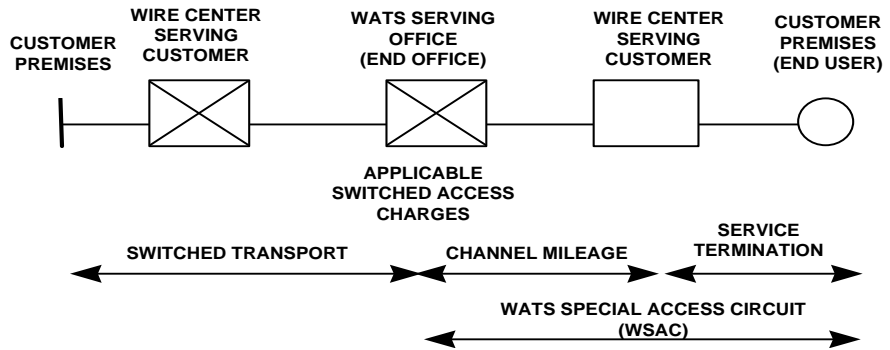 CUSTOMER
PREMISES
WIRE CENTER
SERVING
CUSTOMER
WATS SERVING
OFFICE
(END OFFICE)
WIRE CENTER
SERVING
CUSTOMER
CUSTOMER
PREMISES
(END USER)
APPLICABLE
SWITCHED ACCESS
CHARGES
SWITCHED TRANSPORT
CHANNEL MILEAGE
SERVICE
TERMINATION
WATS SPECIAL ACCESS CIRCUIT
(WSAC)